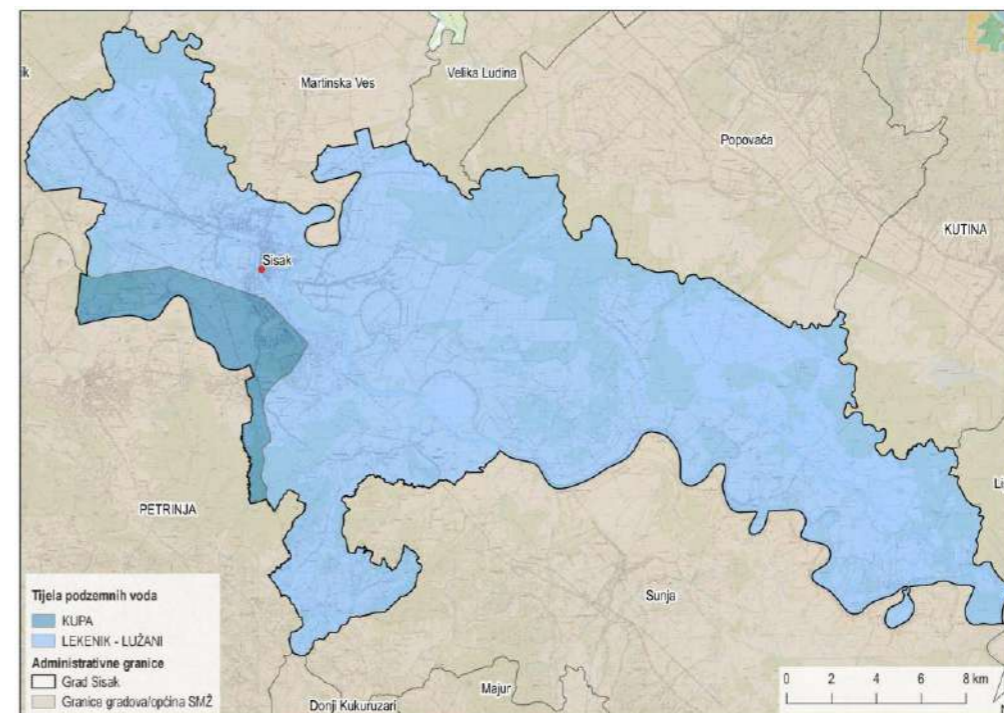 Martinska Ves
Velika Ludina
Popovača
KUTINA
Sisak
PETRINJA
Sunja
Majur
Donji Kukuruzari
Tijela podzemnih voda
KUPA
LEKENIK - LUŽANI
Administrativne granice
Grad Sisak
Granice gradova/općina SMŽ
0 2 4 6 8 km